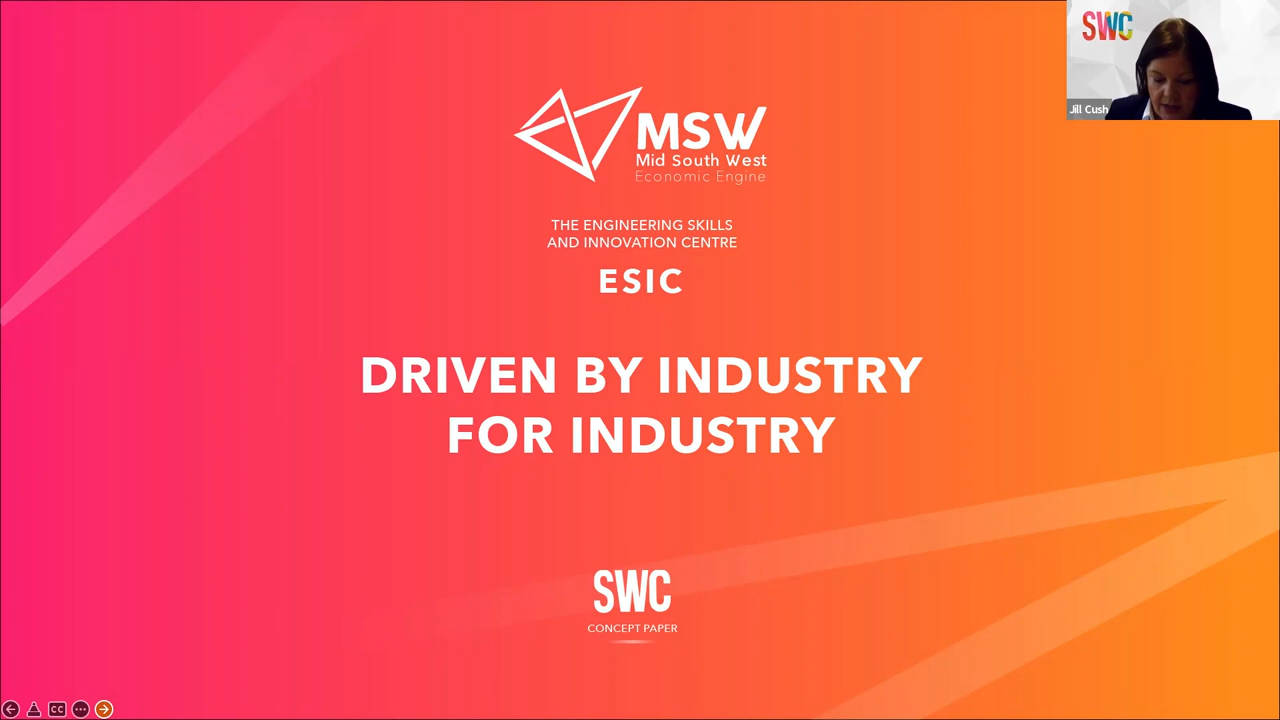 SWC
Jill Cush
MSW
Mid South West
Economic Engine
THE ENGINEERING SKILLS
AND INNOVATION CENTRE
ESIC
DRIVEN BY INDUSTRY
FOR INDUSTRY
SWC
CONCEPT PAPER
CC